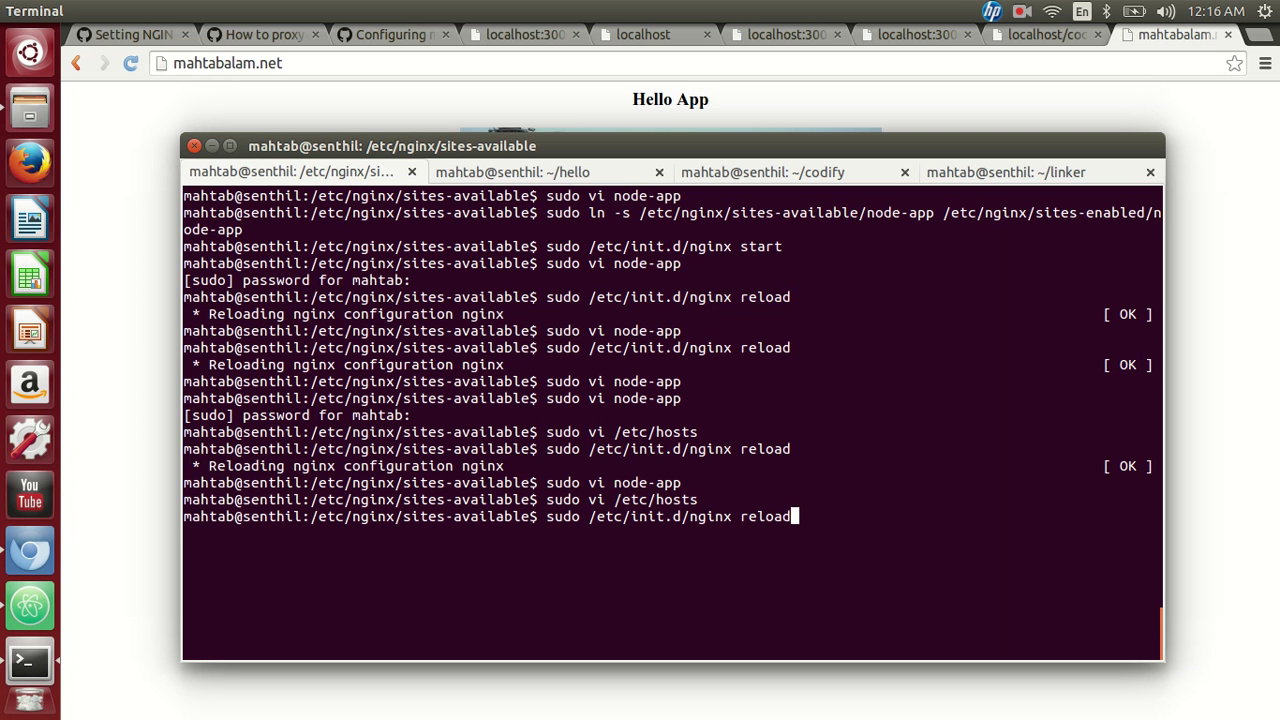 Terminal
hp
En
12:16 AM
Setting NGIN
How to proxy
Configuring n
localhost:300
localhost
localhost:300
localhost:300
localhost/coc
mahtabalam.n
mahtabalam.net
Hello App
mahtab@senthil: /etc/nginx/sites-available
mahtab@senthil: /etc/nginx/si...
mahtab@senthil: ~/hello
mahtab@senthil: ~/codify
mahtab@senthil: ~/linker
mahtab@senthil:/etc/nginx/sites-available$ sudo vi node-app
mahtab@senthil:/etc/nginx/sites-available$ sudo ln -s /etc/nginx/sites-available/node-app /etc/nginx/sites-enabled/n
ode-app
mahtab@senthil:/etc/nginx/sites-available$ sudo /etc/init.d/nginx start
mahtab@senthil:/etc/nginx/sites-available$ sudo vi node-app
[sudo] password for mahtab:
mahtab@senthil:/etc/nginx/sites-available$ sudo /etc/init.d/nginx reload
* Reloading nginx configuration nginx [ OK ]
mahtab@senthil:/etc/nginx/sites-available$ sudo vi node-app
mahtab@senthil:/etc/nginx/sites-available$ sudo /etc/init.d/nginx reload
* Reloading nginx configuration nginx [ OK ]
mahtab@senthil:/etc/nginx/sites-available$ sudo vi node-app
mahtab@senthil:/etc/nginx/sites-available$ sudo vi node-app
[sudo] password for mahtab:
mahtab@senthil:/etc/nginx/sites-available$ sudo vi /etc/hosts
mahtab@senthil:/etc/nginx/sites-available$ sudo /etc/init.d/nginx reload
* Reloading nginx configuration nginx [ OK ]
mahtab@senthil:/etc/nginx/sites-available$ sudo vi node-app
mahtab@senthil:/etc/nginx/sites-available$ sudo vi /etc/hosts
mahtab@senthil:/etc/nginx/sites-available$ sudo /etc/init.d/nginx reload
You
Tube